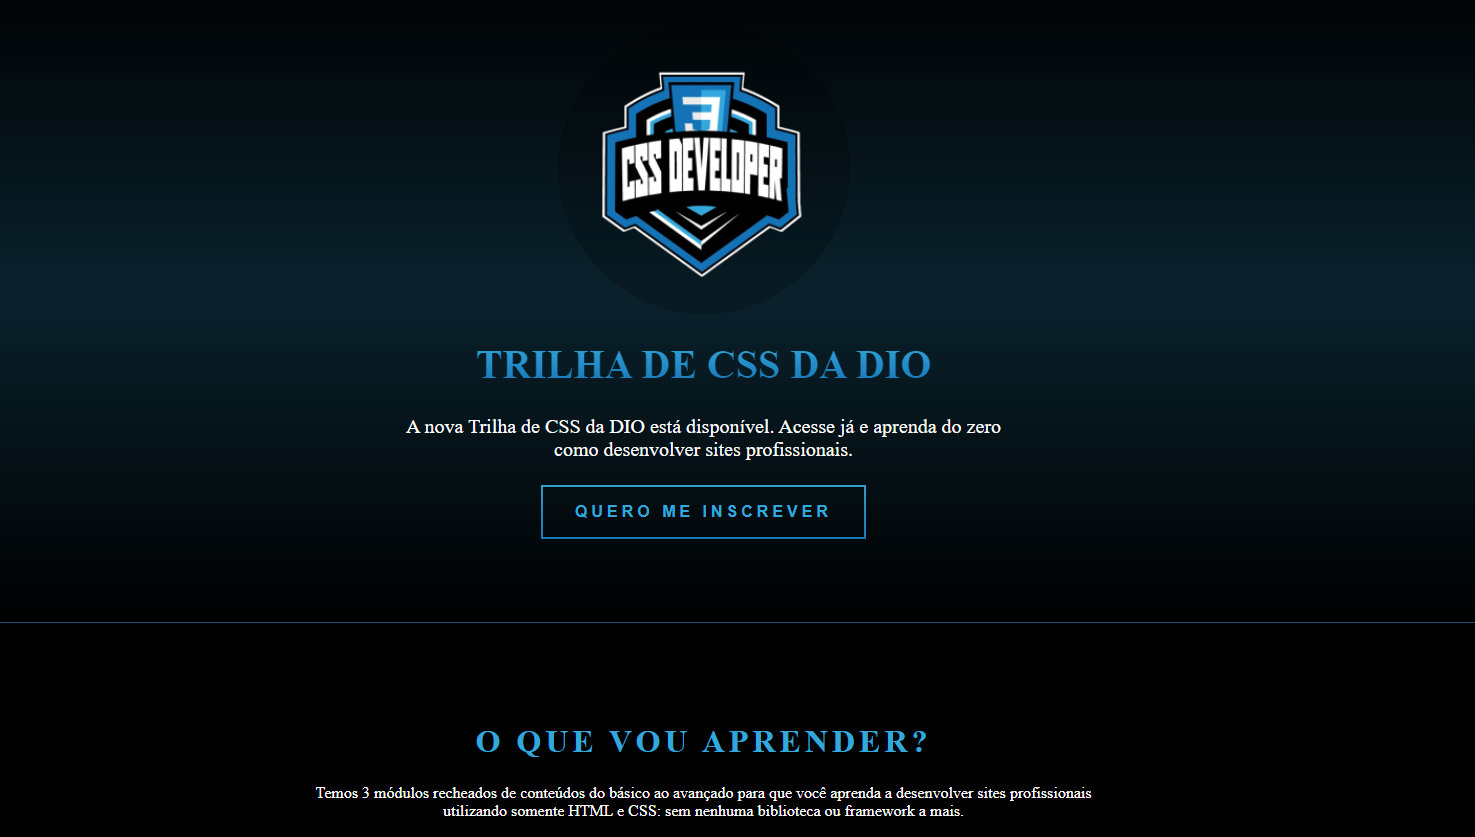 3
CSS DEVELOPER
TRILHA DE CSS DA DIO
A nova Trilha de CSS da DIO está disponível. Acesse já e aprenda do zero
como desenvolver sites profissionais.
QUERO ME INSCREVER
O QUE VOU APRENDER?
Temos 3 módulos recheados de conteúdos do básico ao avançado para que você aprenda a desenvolver sites profissionais
utilizando somente HTML e CSS: sem nenhuma biblioteca ou framework a mais.